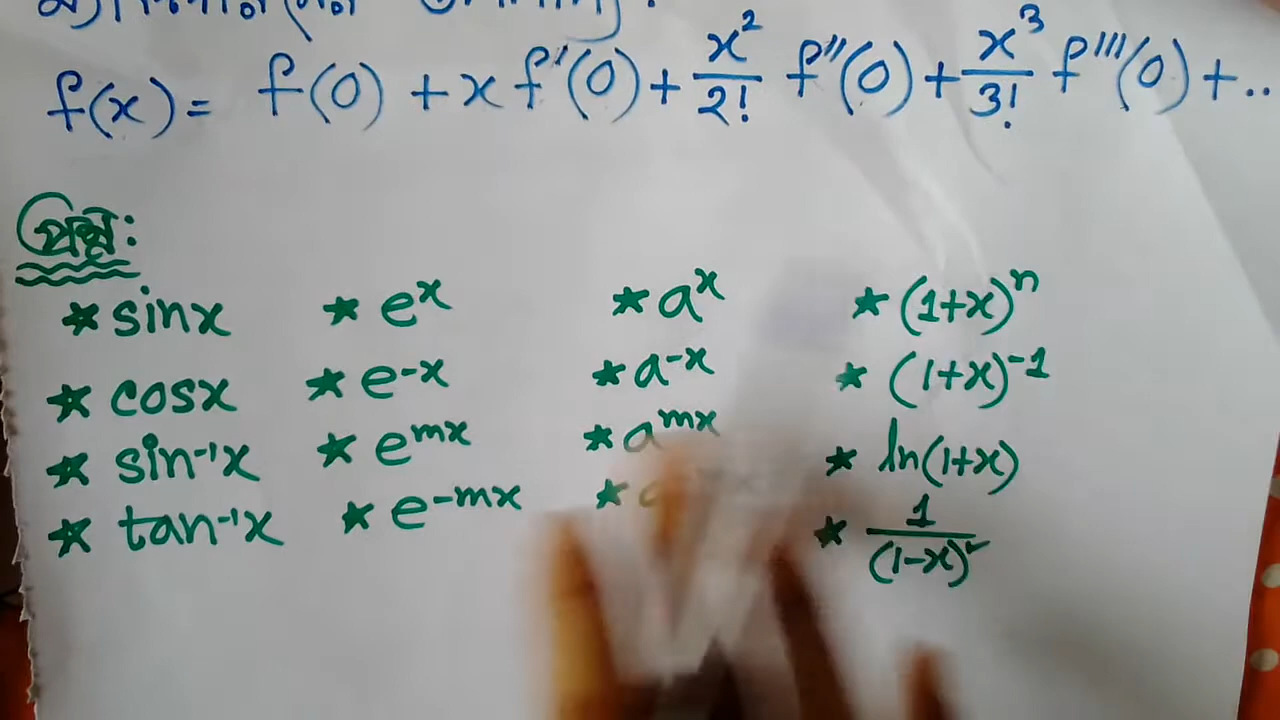 f(x) = f(0) + x f'(0) + x²/2! f''(0) + x³/3! f'''(0) + ..
প্রশ্ন:
* sinx * eˣ * aˣ * (1+x)ⁿ
* cosx * e⁻ˣ * a⁻ˣ * (1+x)⁻¹
* sin⁻¹x * eᵐˣ * aᵐˣ * ln(1+x)
* tan⁻¹x * e⁻ᵐˣ * * 1/(1-x)²